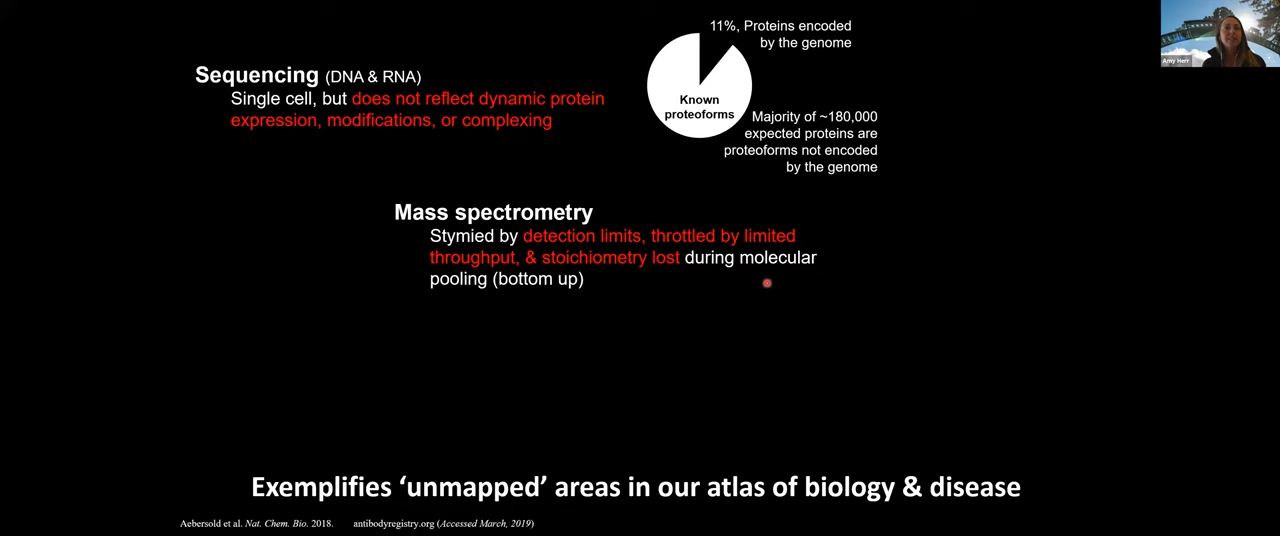 Sequencing (DNA & RNA)
Single cell, but does not reflect dynamic protein
expression, modifications, or complexing
11%, Proteins encoded
by the genome
Known
proteoforms
Majority of ~180,000
expected proteins are
proteoforms not encoded
by the genome
Mass spectrometry
Stymied by detection limits, throttled by limited
throughput, & stoichiometry lost during molecular
pooling (bottom up)
Exemplifies ‘unmapped’ areas in our atlas of biology & disease
Aebersold et al. Nat. Chem. Bio. 2018. antibodyregistry.org (Accessed March, 2019)
Amy Herr